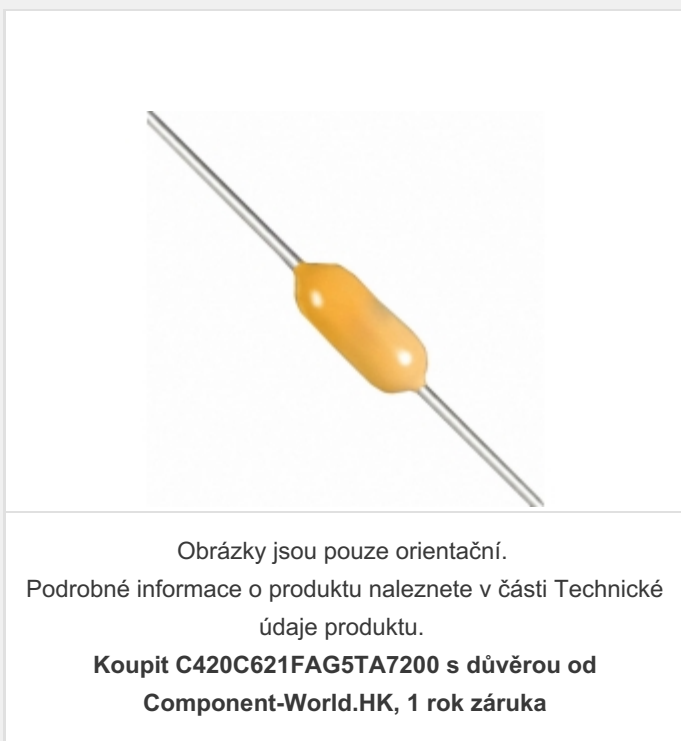 Obrázky jsou pouze orientační.
Podrobné informace o produktu naleznete v části Technické
údaje produktu.
Koupit C420C621FAG5TA7200 s důvěrou od
Component-World.HK, 1 rok záruka